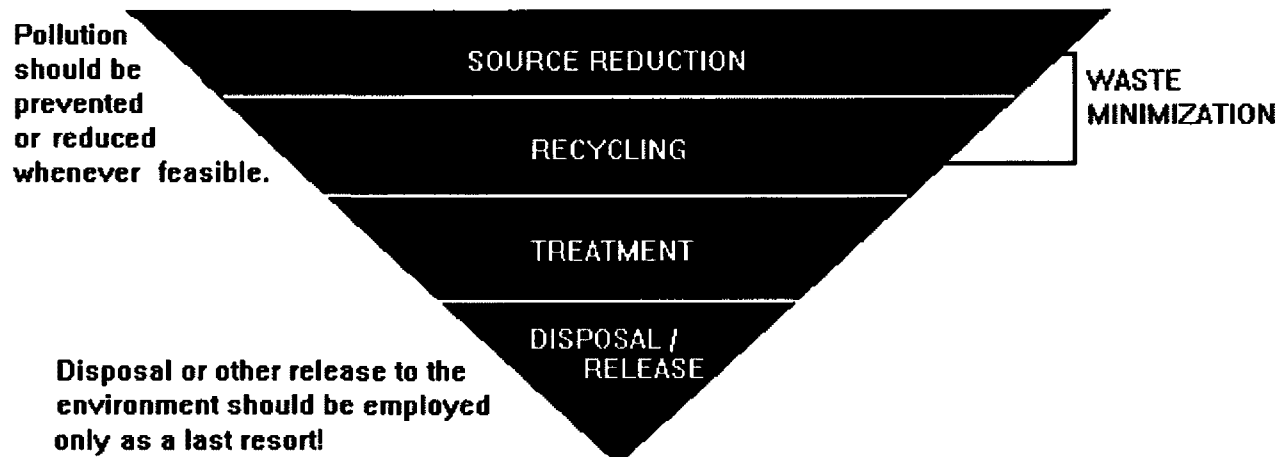 Pollution
should be
prevented
or reduced
whenever feasible.
SOURCE REDUCTION
RECYCLING
TREATMENT
DISPOSAL /
RELEASE
WASTE
MINIMIZATION
Disposal or other release to the
environment should be employed
only as a last resort!